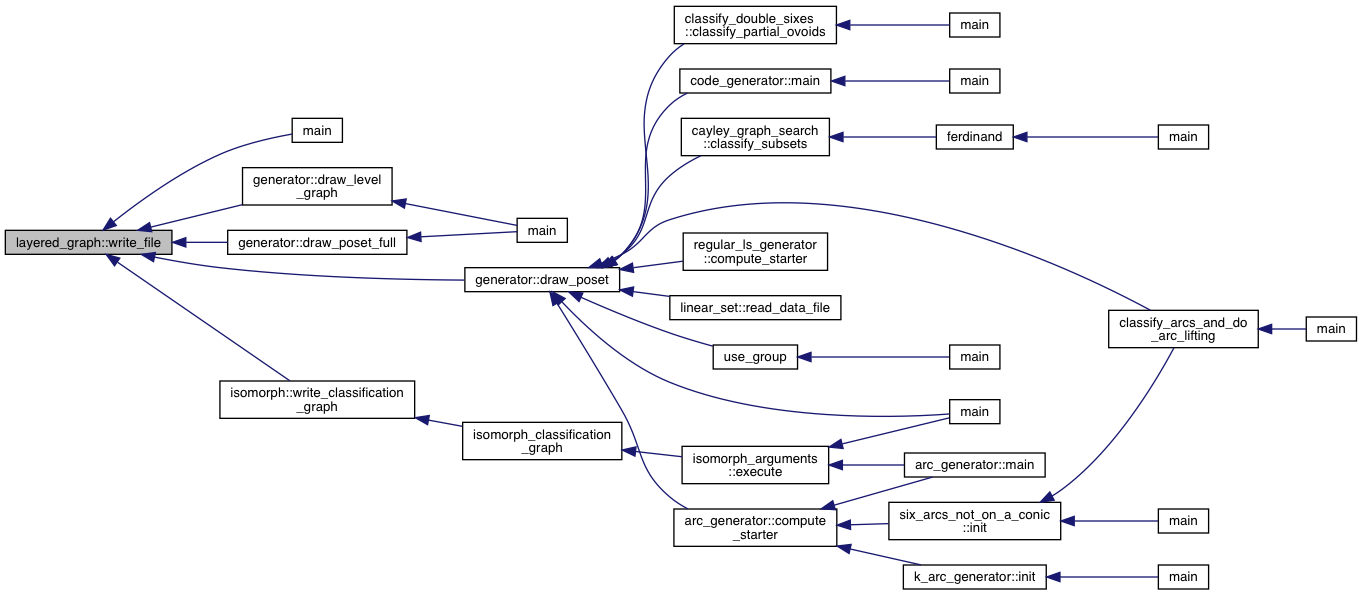 classify_double_sixes
::classify_partial_ovoids
main
code_generator::main
main
cayley_graph_search
::classify_subsets
ferdinand
main
main
generator::draw_level
_graph
layered_graph::write_file
generator::draw_poset_full
main
generator::draw_poset
regular_ls_generator
::compute_starter
linear_set::read_data_file
classify_arcs_and_do
_arc_lifting
main
use_group
main
isomorph::write_classification
_graph
main
isomorph_classification
_graph
isomorph_arguments
::execute
arc_generator::main
arc_generator::compute
_starter
six_arcs_not_on_a_conic
::init
main
k_arc_generator::init
main